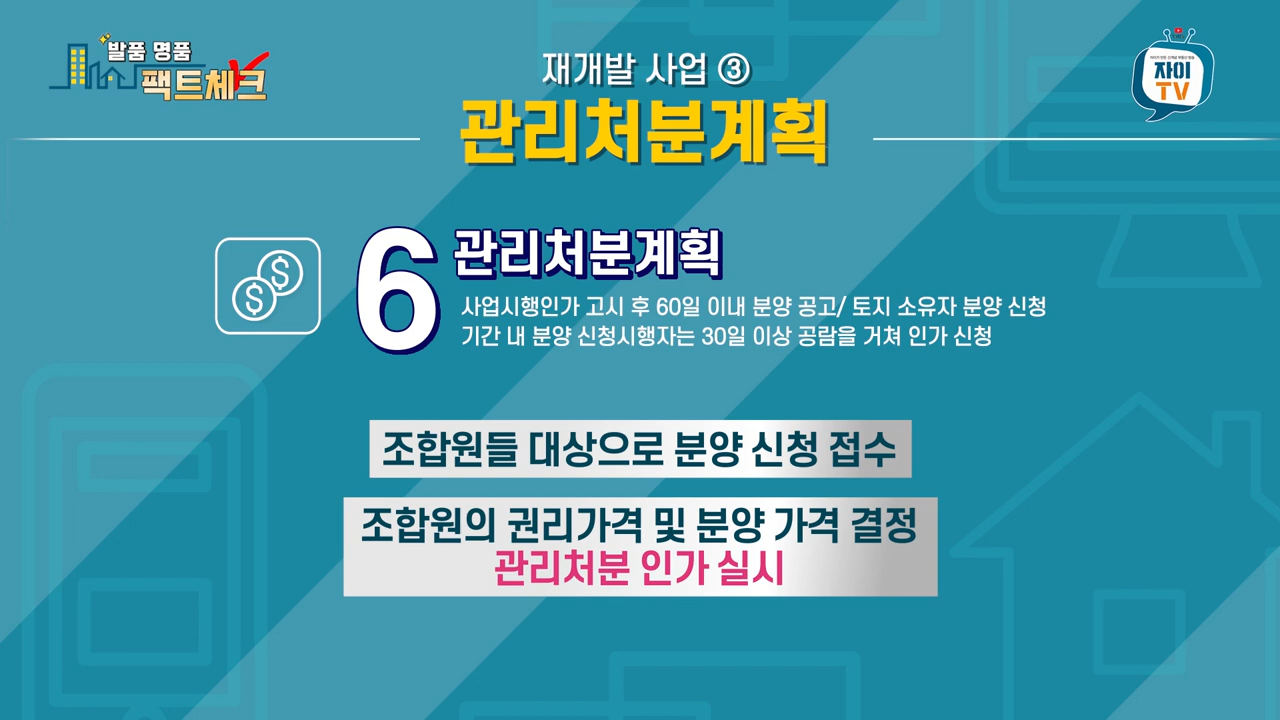 발품 명품
팩트체크
재개발 사업 ③
관리처분계획
자이
TV
6
관리처분계획
사업시행인가 고시 후 60일 이내 분양 공고/ 토지 소유자 분양 신청
기간 내 분양 신청시행자는 30일 이상 공람을 거쳐 인가 신청
조합원들 대상으로 분양 신청 접수
조합원의 권리가격 및 분양 가격 결정
관리처분 인가 실시